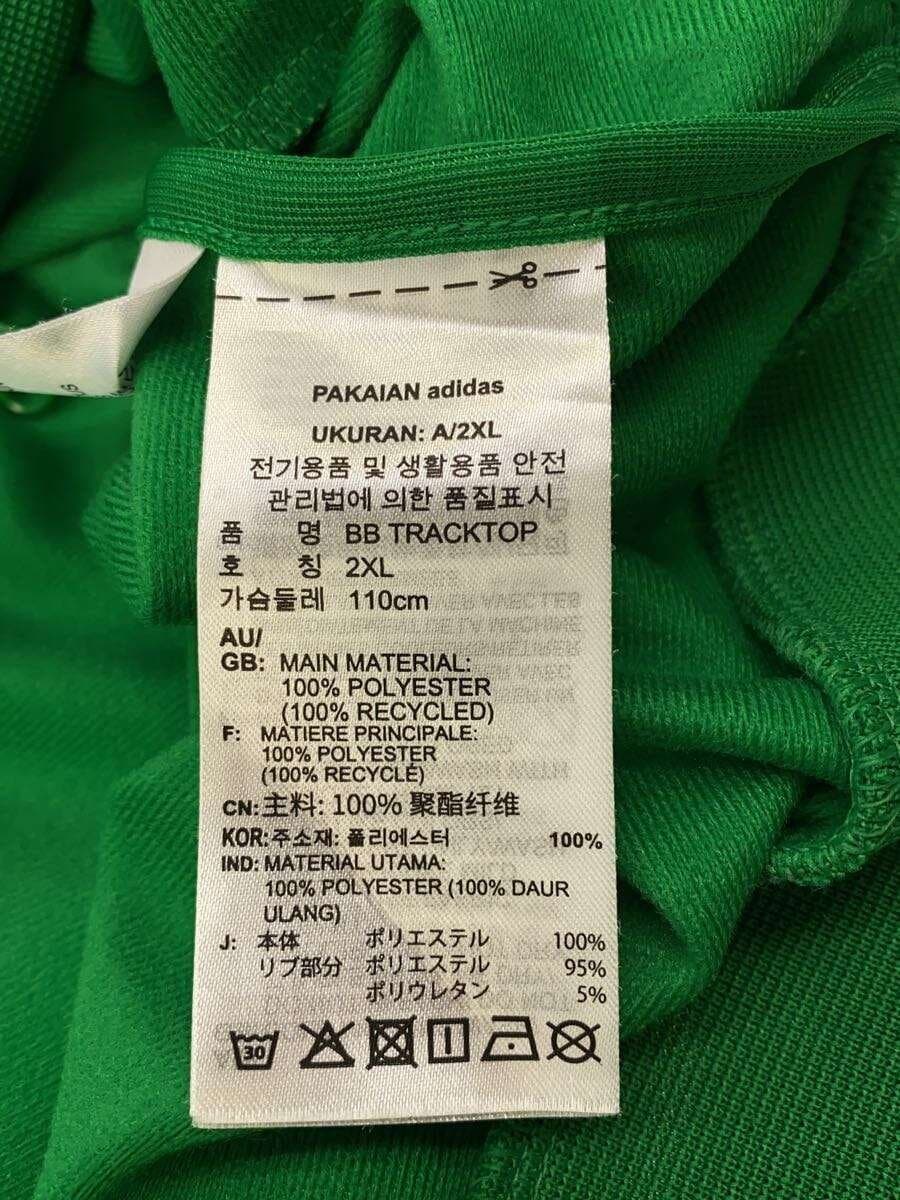 PAKAIAN adidas
UKURAN: A/2XL
전기용품 및 생활용품 안전
관리법에 의한 품질표시
품 명 BB TRACKTOP
호 칭 2XL
가슴둘레 110cm
AU/
GB: MAIN MATERIAL:
100% POLYESTER
(100% RECYCLED)
F: MATIERE PRINCIPALE:
100% POLYESTER
(100% RECYCLÉ)
CN: 主料: 100% 聚酯纤维
KOR: 주소재: 폴리에스터 100%
IND: MATERIAL UTAMA:
100% POLYESTER (100% DAUR
ULANG)
J: 本体 ポリエステル 100%
リブ部分 ポリエステル 95%
ポリウレタン 5%
30